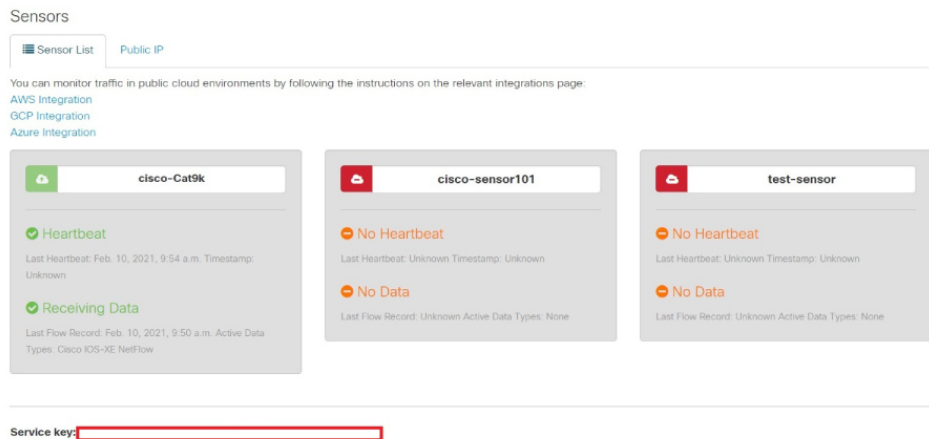 Sensors
Sensor List
Public IP
You can monitor traffic in public cloud environments by following the instructions on the relevant integrations page:
AWS Integration
GCP Integration
Azure Integration
cisco-Cat9k
Heartbeat
Last Heartbeat: Feb. 10, 2021, 9:54 a.m. Timestamp:
Unknown
Receiving Data
Last Flow Record: Feb. 10, 2021, 9:50 a.m. Active Data
Types: Cisco IOS-XE NetFlow
cisco-sensor101
No Heartbeat
Last Heartbeat: Unknown Timestamp: Unknown
No Data
Last Flow Record: Unknown Active Data Types: None
test-sensor
No Heartbeat
Last Heartbeat: Unknown Timestamp: Unknown
No Data
Last Flow Record: Unknown Active Data Types: None
Service key: